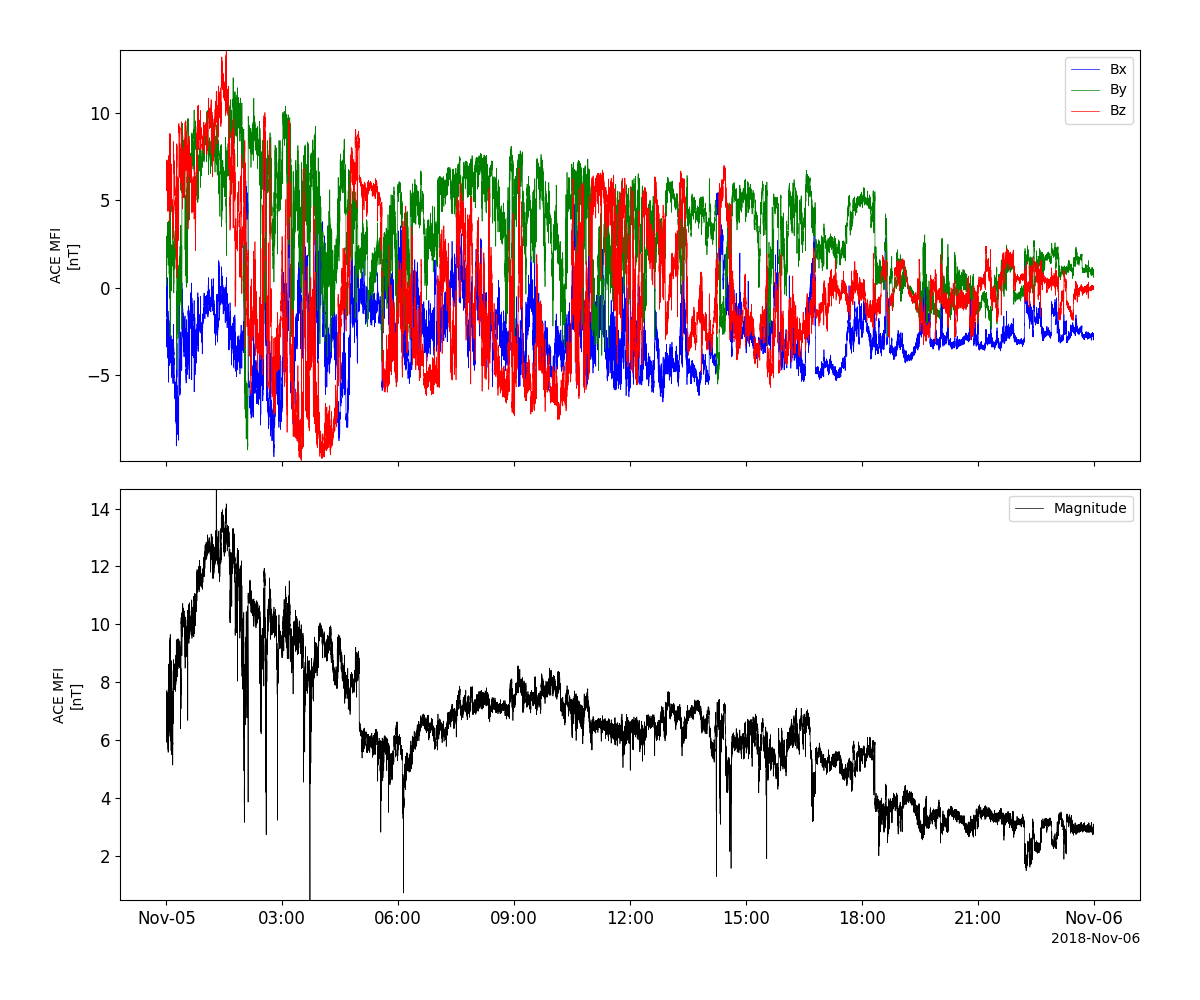 10
5
0
−5
ACE MFI
[nT]
Bx
By
Bz
14
12
10
8
6
4
2
ACE MFI
[nT]
Magnitude
Nov-05 03:00 06:00 09:00 12:00 15:00 18:00 21:00 Nov-06
2018-Nov-06